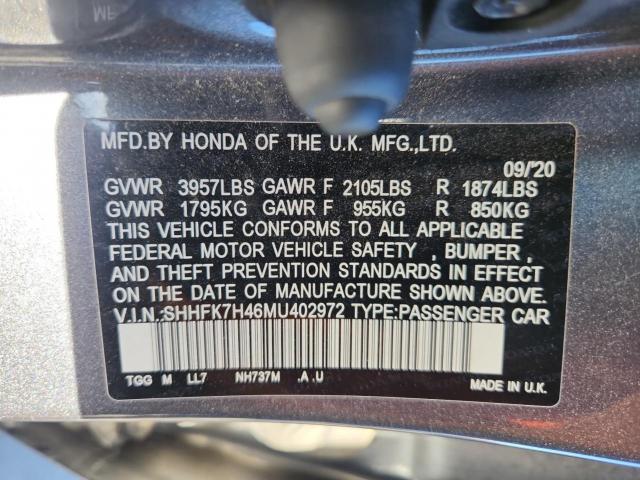 MFD.BY HONDA OF THE U.K. MFG.,LTD.
09/'20
GVWR 3957LBS GAWR F 2105LBS R 1874LBS
GVWR 1795KG GAWR F 955KG R 850KG
THIS VEHICLE CONFORMS TO ALL APPLICABLE
FEDERAL MOTOR VEHICLE SAFETY , BUMPER ,
AND THEFT PREVENTION STANDARDS IN EFFECT
ON THE DATE OF MANUFACTURE SHOWN ABOVE.
V.I.N.:SHHFK7H46MU402972 TYPE:PASSENGER CAR
TGG M LL7 NH737M .A .U
MADE IN U.K.